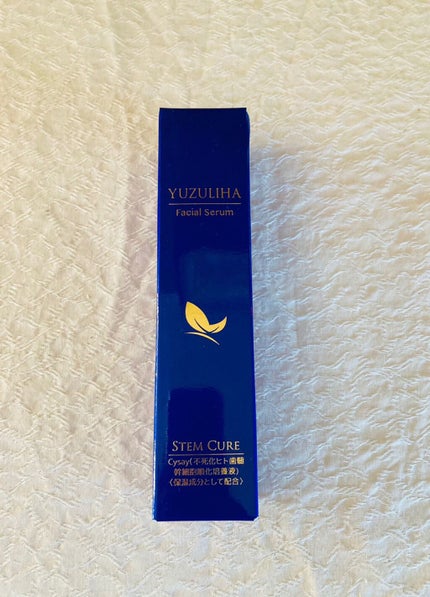 YUZULIHA
Facial Serum
STEM CURE
Cysay(不死化ヒト歯髄
幹細胞順化培養液)
〈保湿成分として配合〉